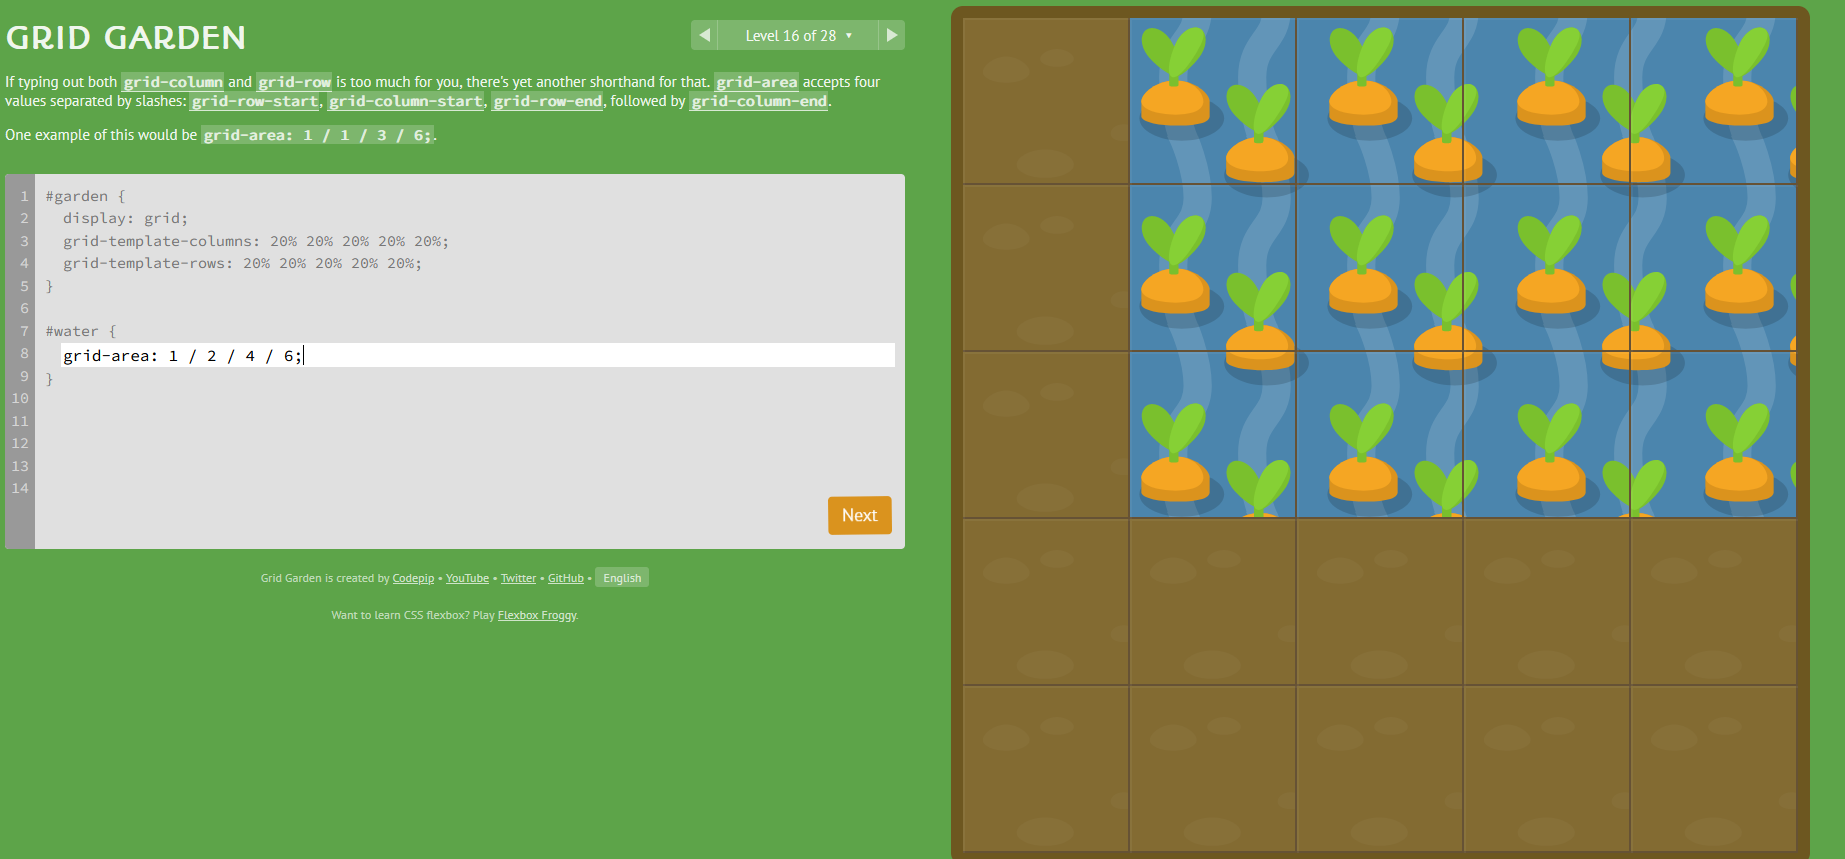 GRID GARDEN
◀ Level 16 of 28 ▾ ▶
If typing out both grid-column and grid-row is too much for you, there's yet another shorthand for that. grid-area accepts four
values separated by slashes: grid-row-start, grid-column-start, grid-row-end, followed by grid-column-end.
One example of this would be grid-area: 1 / 1 / 3 / 6;.
1 #garden {
2 display: grid;
3 grid-template-columns: 20% 20% 20% 20% 20%;
4 grid-template-rows: 20% 20% 20% 20% 20%;
5 }
6
7 #water {
8 grid-area: 1 / 2 / 4 / 6;
9 }
10
11
12
13
14
Next
Grid Garden is created by Codepip • YouTube • Twitter • GitHub • English
Want to learn CSS flexbox? Play Flexbox Froggy.